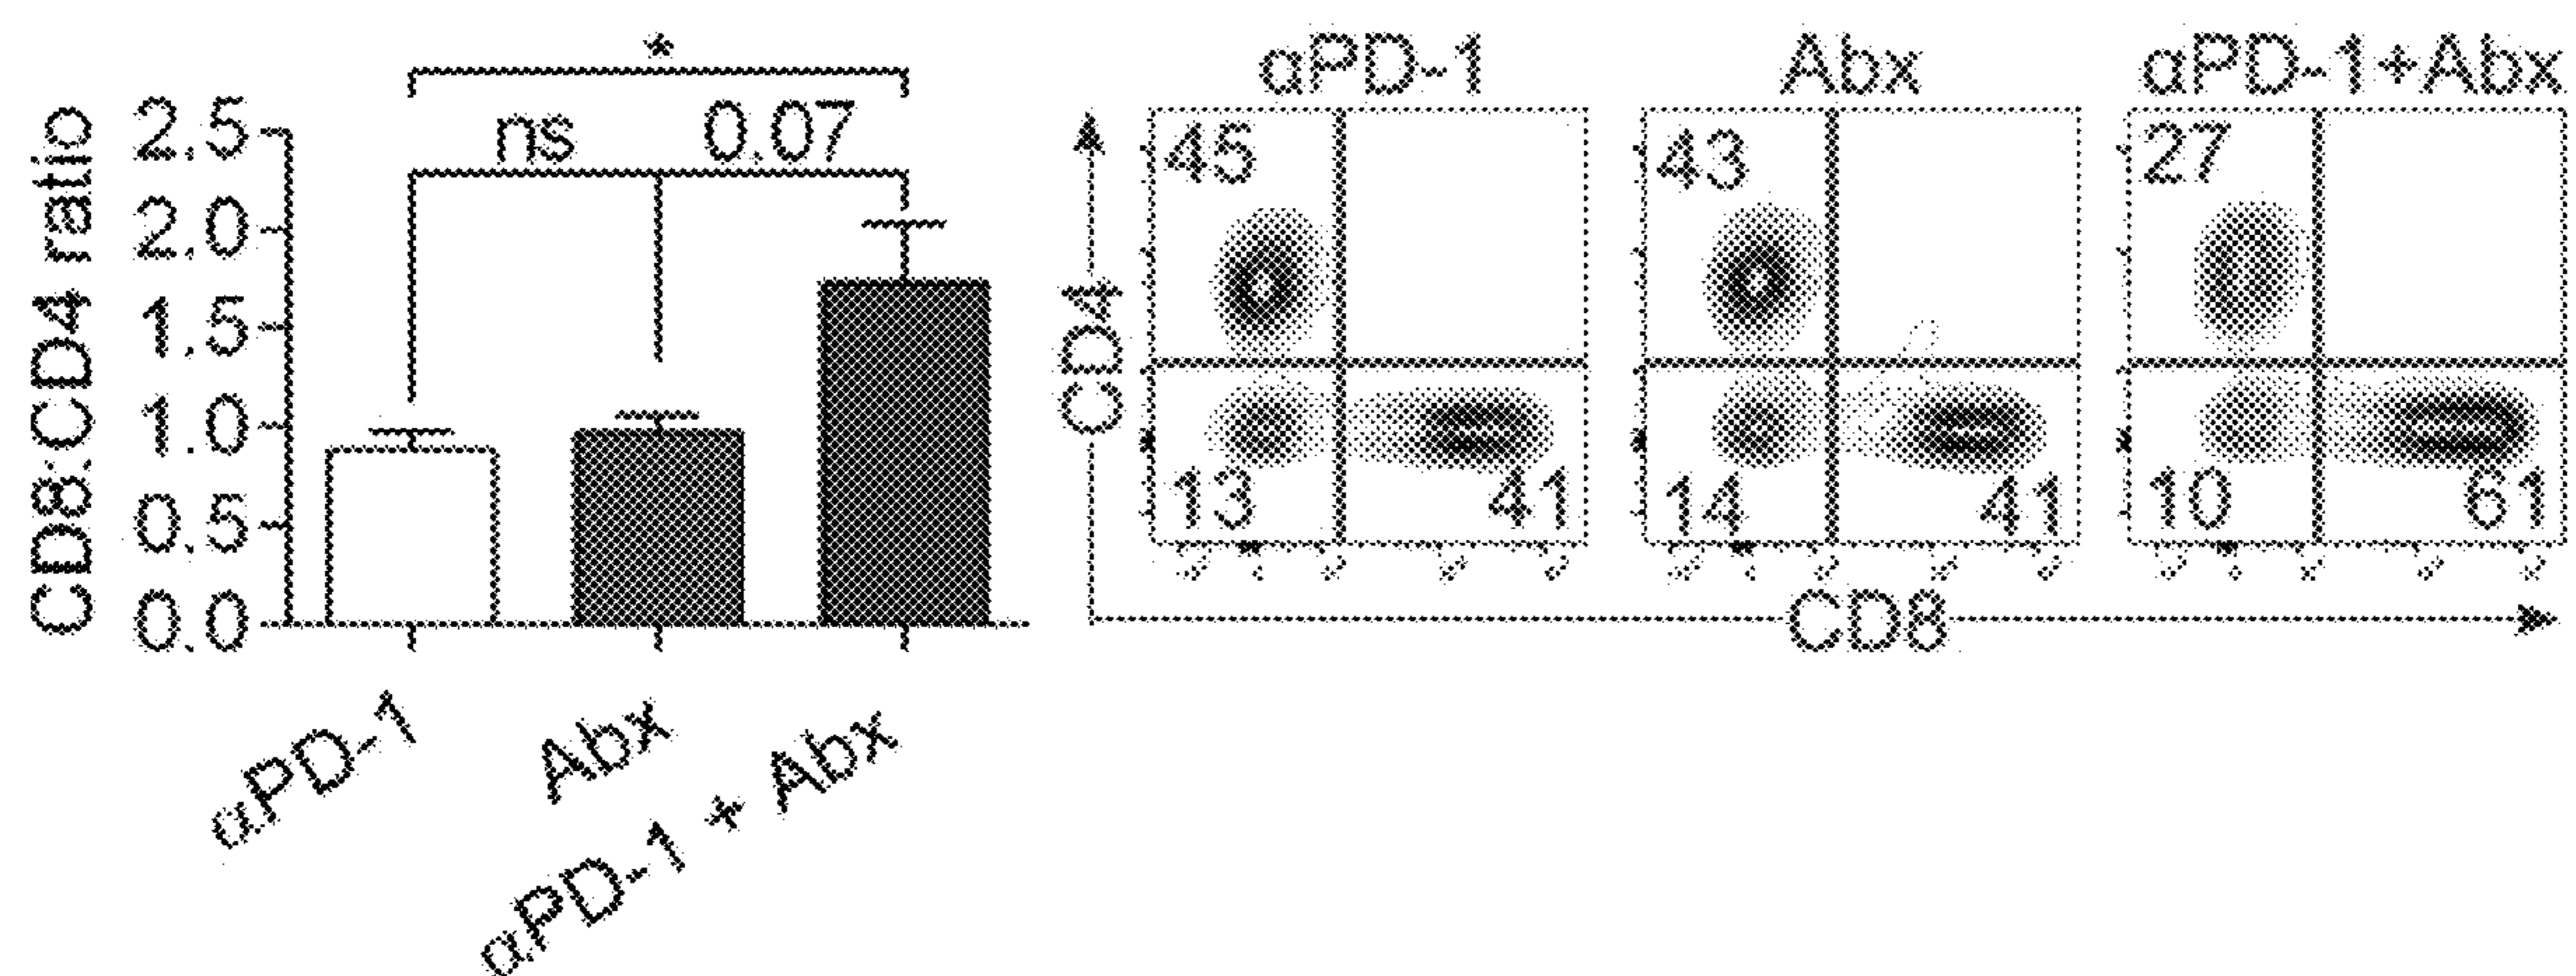 CD8:CD4 ratio
2.5
2.0
1.5
1.0
0.5
0.0
*
ns
0.07
αPD-1
Abx
αPD-1 + Abx
αPD-1
Abx
αPD-1+Abx
CD4
45
13
41
43
14
41
27
10
61
CD8